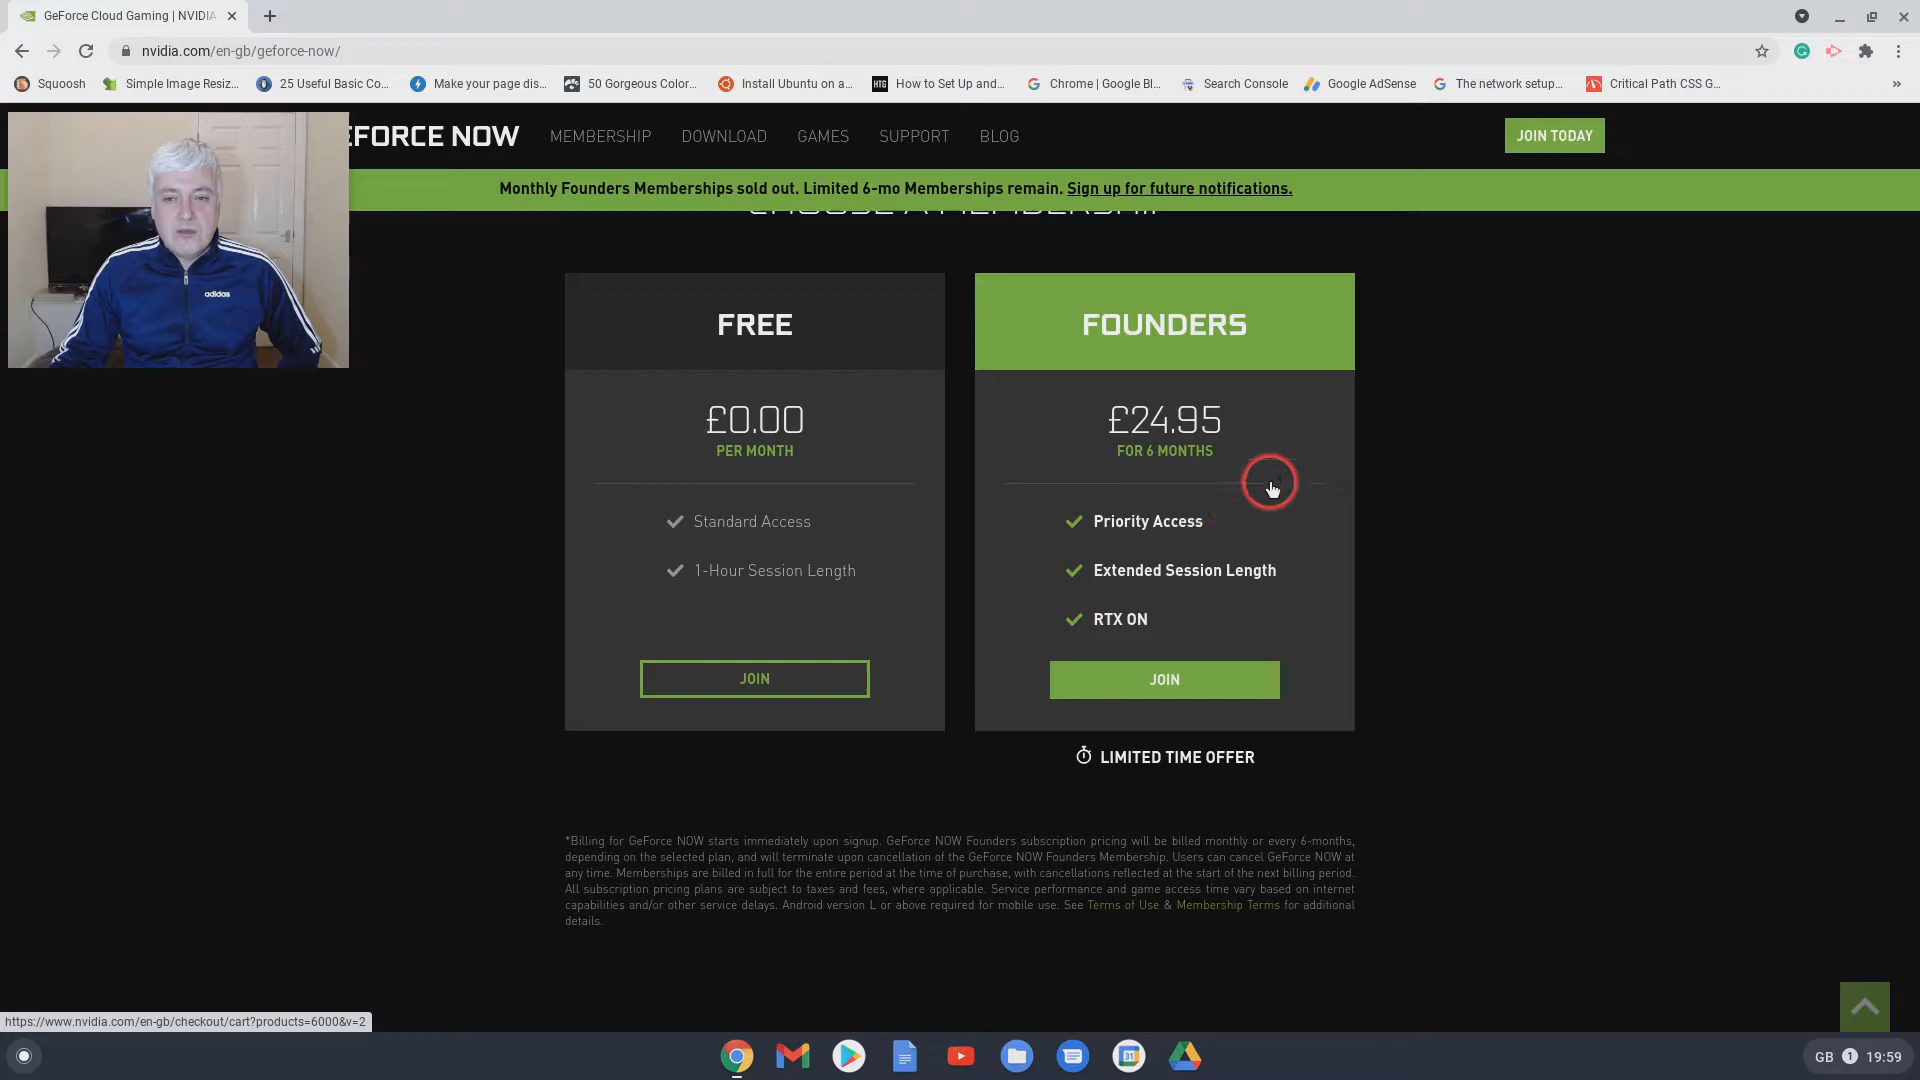 GeForce Cloud Gaming | NVIDIA
nvidia.com/en-gb/geforce-now/
Squoosh
Simple Image Resiz...
25 Useful Basic Co...
Make your page dis...
50 Gorgeous Color...
Install Ubuntu on a...
HTG
How to Set Up and...
Chrome | Google Bl...
Search Console
Google AdSense
The network setup...
Critical Path CSS G...
»
EFORCE NOW
MEMBERSHIP
DOWNLOAD
GAMES
SUPPORT
BLOG
JOIN TODAY
Monthly Founders Memberships sold out. Limited 6-mo Memberships remain. Sign up for future notifications.
CHOOSE A MEMBERSHIP
adidas
FREE
£0.00
PER MONTH
Standard Access
1-Hour Session Length
JOIN
FOUNDERS
£24.95
FOR 6 MONTHS
Priority Access
Extended Session Length
RTX ON
JOIN
LIMITED TIME OFFER
*Billing for GeForce NOW starts immediately upon signup. GeForce NOW Founders subscription pricing will be billed monthly or every 6-months,
depending on the selected plan, and will terminate upon cancellation of the GeForce NOW Founders Membership. Users can cancel GeForce NOW at
any time. Memberships are billed in full for the entire period at the time of purchase, with cancellations reflected at the start of the next billing period.
All subscription pricing plans are subject to taxes and fees, where applicable. Service performance and game access time vary based on internet
capabilities and/or other service delays. Android version L or above required for mobile use. See Terms of Use & Membership Terms for additional
details.
https://www.nvidia.com/en-gb/checkout/cart?products=6000&v=2
31
GB 1 19:59